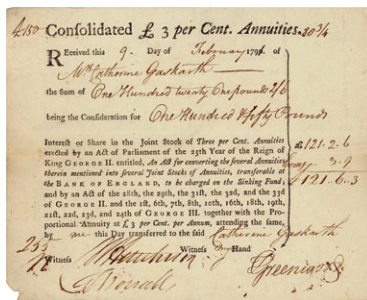 £150 Consolidated £ 3 per Cent. Annuities. 80 3/4
Received this 9. Day of February 1791
Mrs Catherine Gaskarth
the Sum of One Hundred twenty One pounds 2/6
being the Consideration for One Hundred & fifty Pounds
Interest or Share in the Joint Stock of Three per Cent. Annuities
erected by an Act of Parliament of the 25th Year of the Reign of
King GEORGE II. entitled, An Act for converting the several Annuities
therein mentioned into several Joint Stocks of Annuities, transferable at
the BANK of ENGLAND, to be charged on the Sinking Fund;
and by an Act of the 28th, the 29th, the 31st, the 32d, and the 33d
of GEORGE II. and the 1st, 6th, 7th, 8th, 10th, 16th, 18th, 19th,
21st, 22d, 23d, and 24th of GEORGE III. together with the Pro-
portional Annuity at £ 3 per Cent. per Annum, attending the same,
by me this Day transferred to the said Catherine Gaskarth
£ 121.2.6
3.9
£ 121.6.3
Witness my Hand
Witness